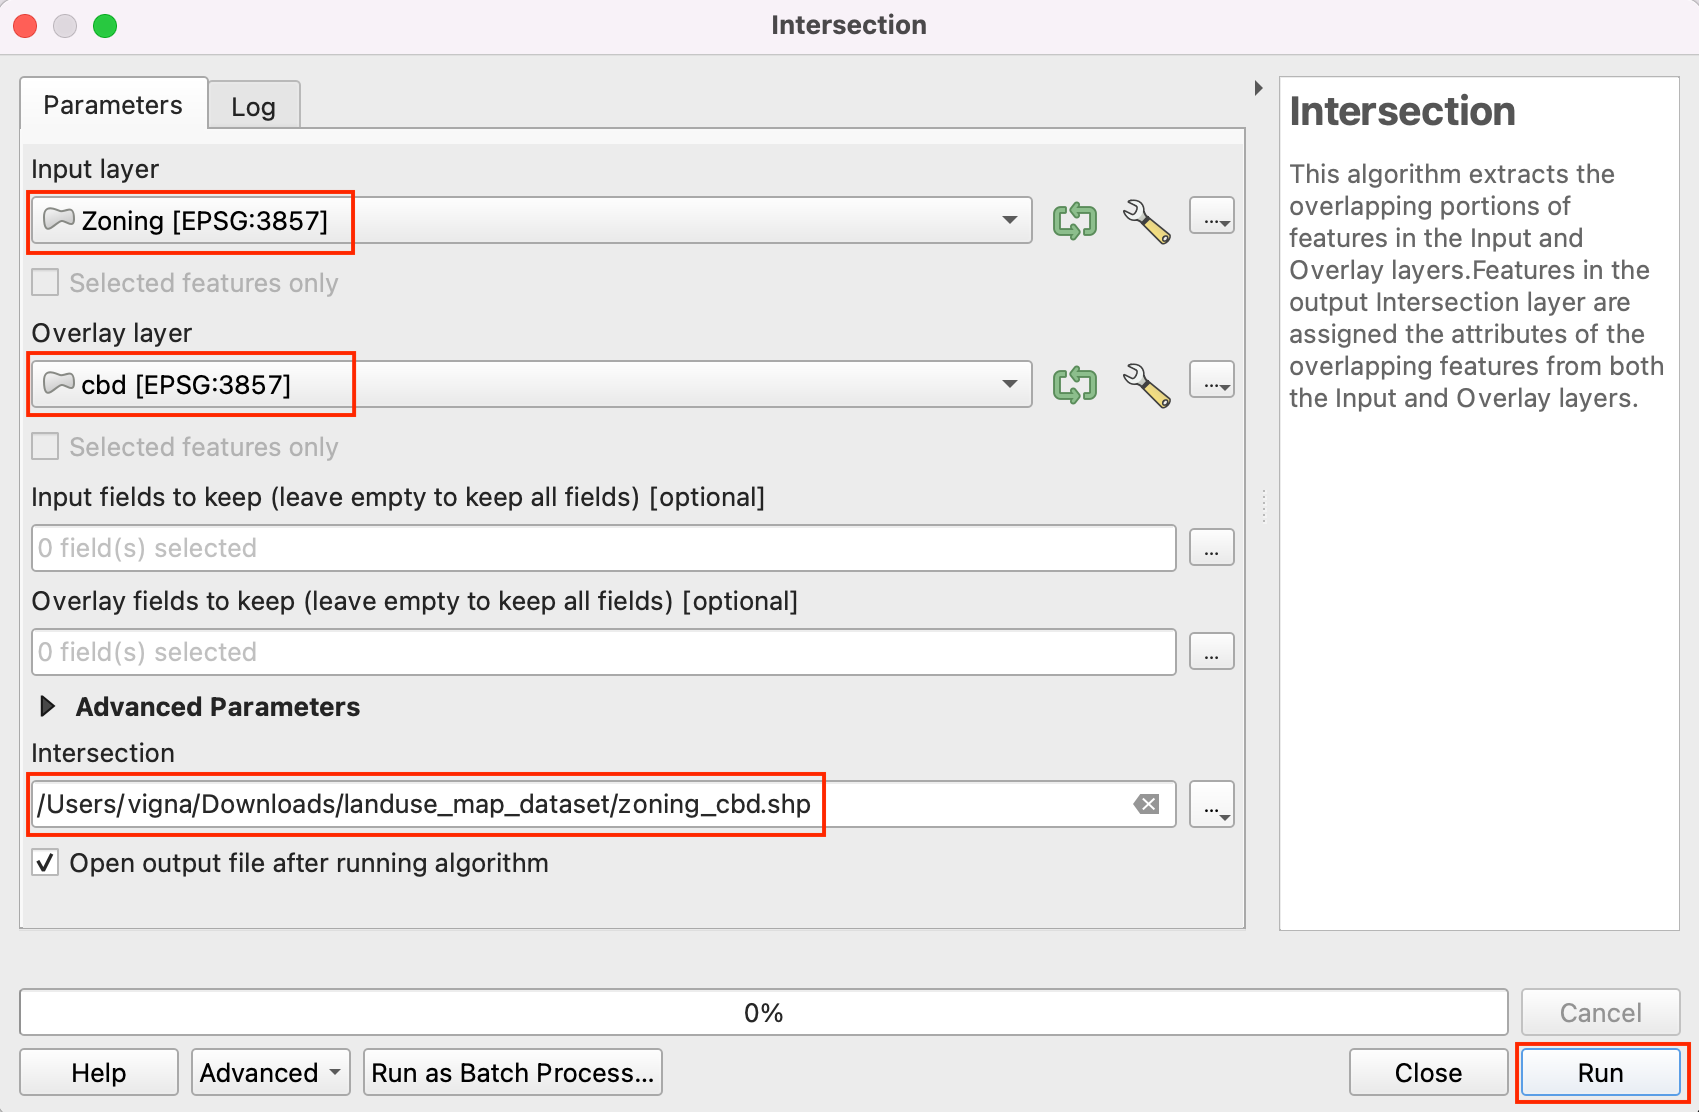 Intersection
Parameters
Log
Input layer
Zoning [EPSG:3857]
...
Selected features only
Overlay layer
cbd [EPSG:3857]
...
Selected features only
Input fields to keep (leave empty to keep all fields) [optional]
0 field(s) selected
...
Overlay fields to keep (leave empty to keep all fields) [optional]
0 field(s) selected
...
Advanced Parameters
Intersection
/Users/vigna/Downloads/landuse_map_dataset/zoning_cbd.shp
...
Open output file after running algorithm
Intersection
This algorithm extracts the
overlapping portions of
features in the Input and
Overlay layers.Features in the
output Intersection layer are
assigned the attributes of the
overlapping features from both
the Input and Overlay layers.
0%
Cancel
Help
Advanced
Run as Batch Process...
Close
Run